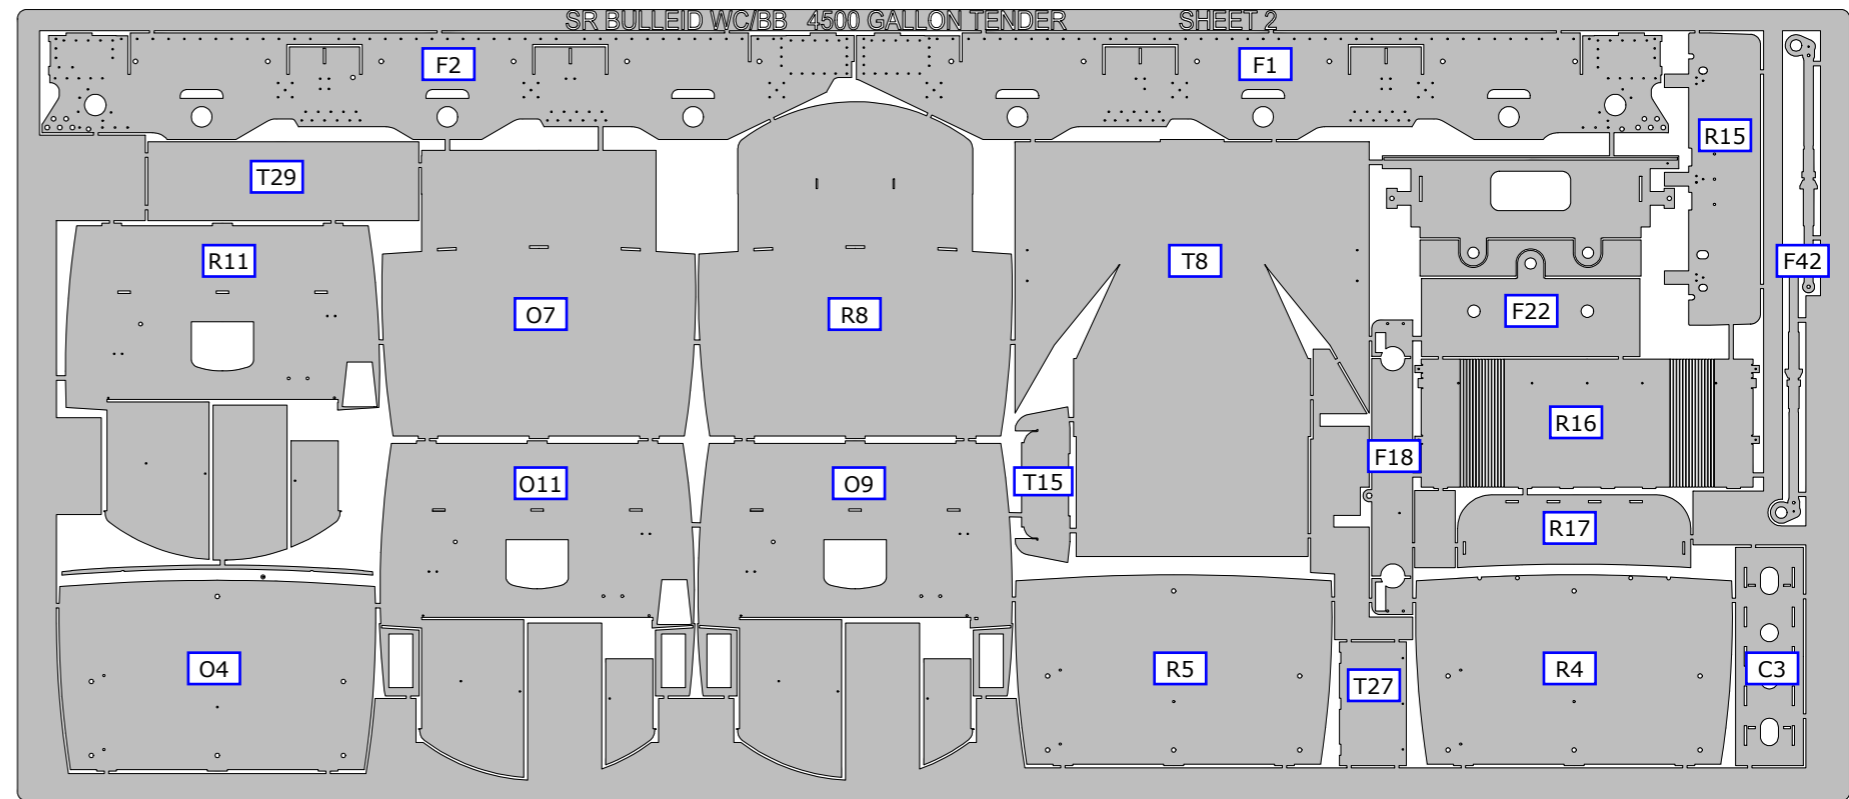 SR BULLEID WC/BB 4500 GALLON TENDER SHEET 2
F2
F1
R15
T29
R11
T8
F42
O7
R8
F22
R16
F18
O11
O9
T15
R17
O4
R5
T27
R4
C3